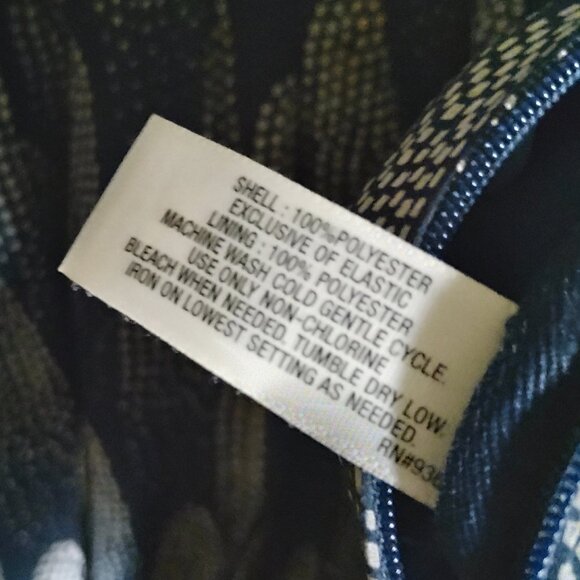 SHELL : 100%POLYESTER
EXCLUSIVE OF ELASTIC
LINING : 100% POLYESTER
MACHINE WASH COLD GENTLE CYCLE.
USE ONLY NON-CHLORINE
BLEACH WHEN NEEDED. TUMBLE DRY LOW.
IRON ON LOWEST SETTING AS NEEDED.